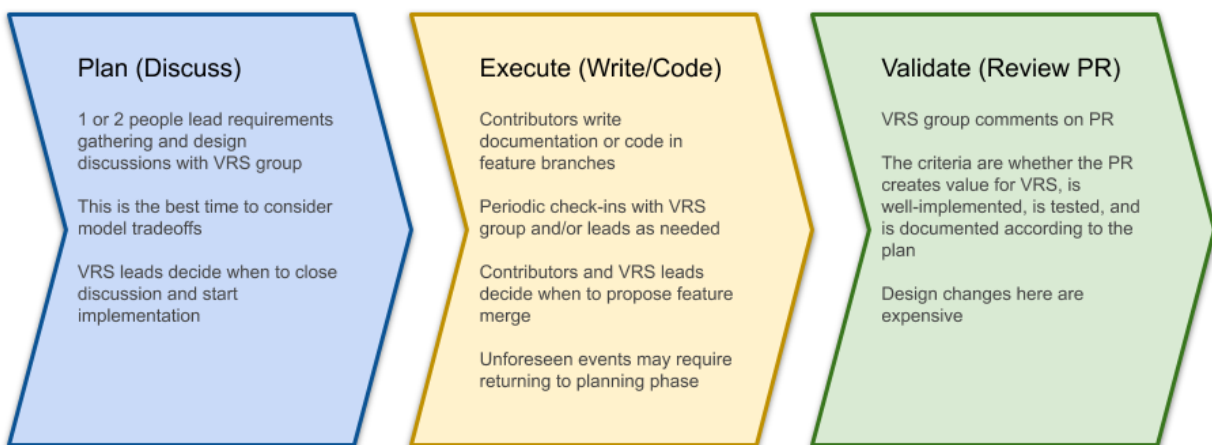 Plan (Discuss)
1 or 2 people lead requirements
gathering and design
discussions with VRS group
This is the best time to consider
model tradeoffs
VRS leads decide when to close
discussion and start
implementation
Execute (Write/Code)
Contributors write
documentation or code in
feature branches
Periodic check-ins with VRS
group and/or leads as needed
Contributors and VRS leads
decide when to propose feature
merge
Unforeseen events may require
returning to planning phase
Validate (Review PR)
VRS group comments on PR
The criteria are whether the PR
creates value for VRS, is
well-implemented, is tested, and
is documented according to the
plan
Design changes here are
expensive